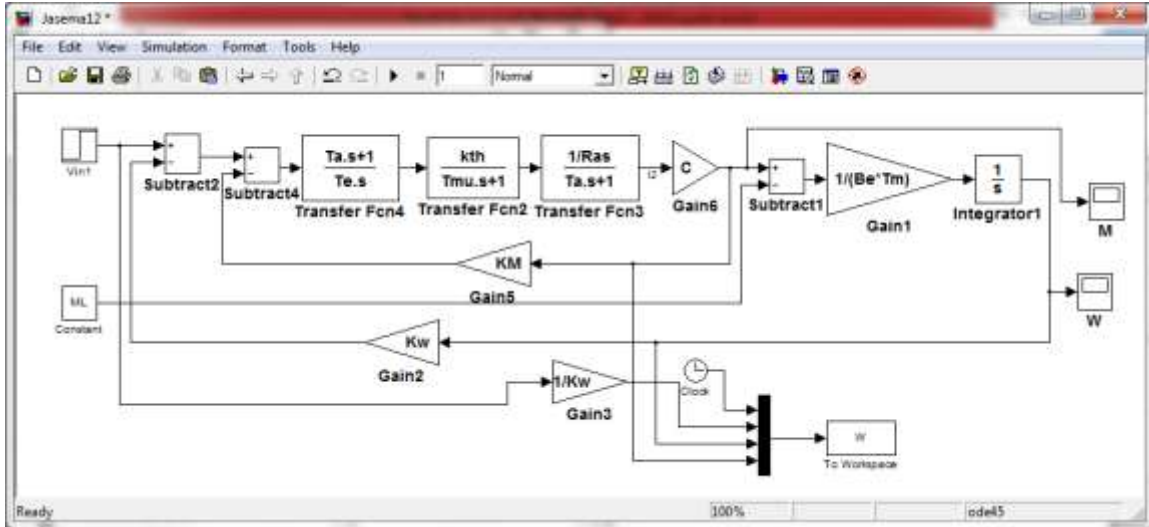 Jasema12 *
File Edit View Simulation Format Tools Help
1 Normal
Vin1
+
−
Subtract2
+
−
Subtract4
Ta.s+1
Te.s
Transfer Fcn4
kth
Tmu.s+1
Transfer Fcn2
1/Ras
Ta.s+1
Transfer Fcn3
C
Gain6
+
−
Subtract1
1/(Be*Tm)
Gain1
1
s
Integrator1
M
KM
Gain5
ML
Constant
W
Kw
Gain2
1/Kw
Gain3
Clock
W
To Workspace
Ready 100% ode45